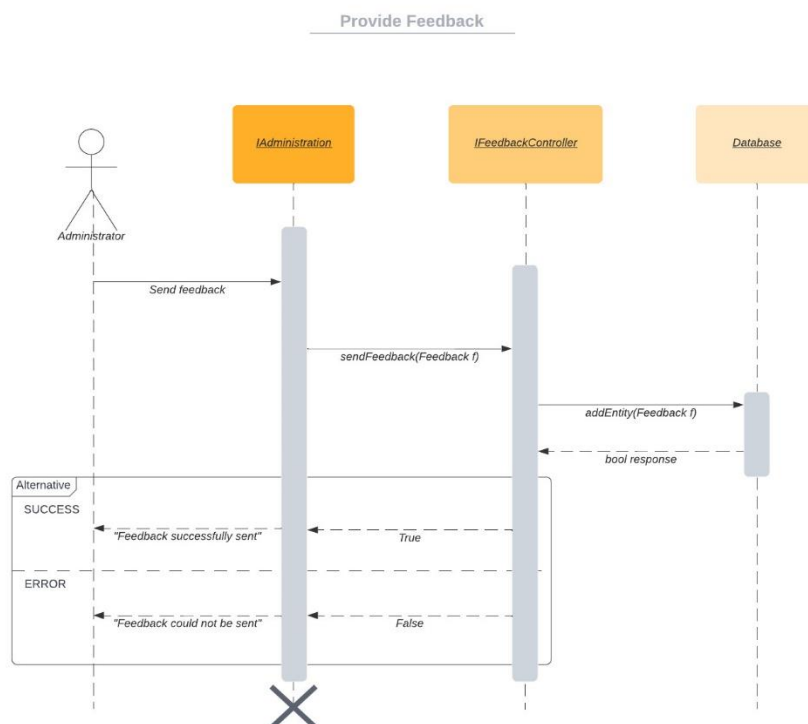 Provide Feedback
IAdministration
IFeedbackController
Database
Administrator
Send feedback
sendFeedback(Feedback f)
addEntity(Feedback f)
bool response
Alternative
SUCCESS
"Feedback successfully sent"
True
ERROR
"Feedback could not be sent"
False